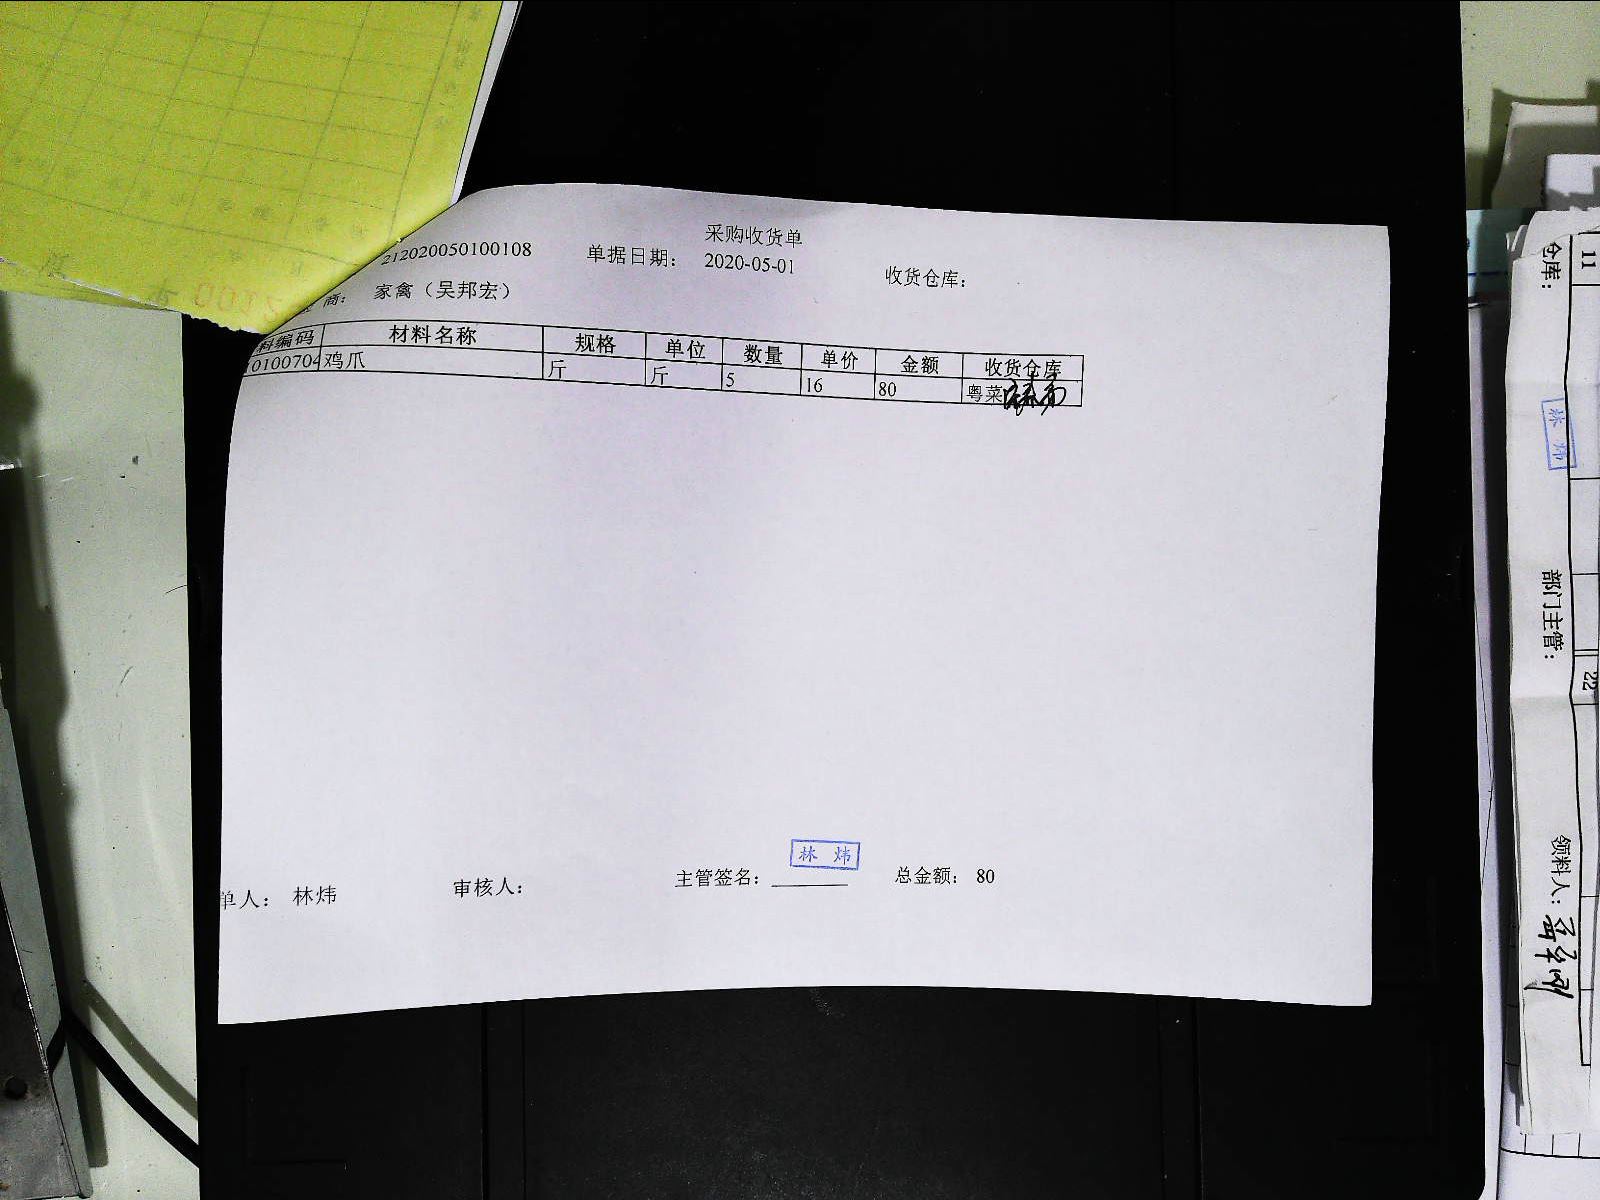 采购收货单
212020050100108 单据日期： 2020-05-01 收货仓库：
商： 家禽（吴邦宏）
料编码 材料名称 规格 单位 数量 单价 金额 收货仓库
0100704 鸡爪 斤 斤 5 16 80 粤菜
林炜
单人： 林炜 审核人： 主管签名： 总金额： 80
11
仓库：
林炜
部门主管：
22
领料人：